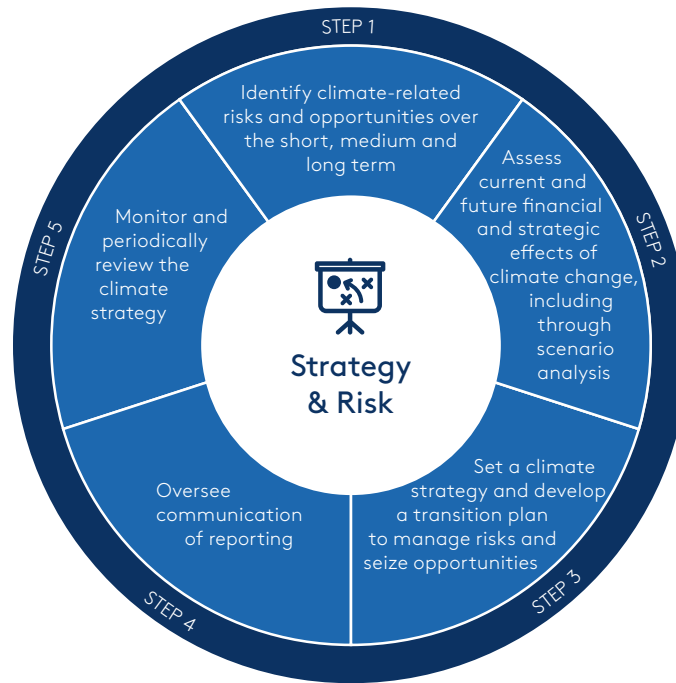 STEP 1
Identify climate-related
risks and opportunities over
the short, medium and
long term
STEP 2
Assess
current and
future financial
and strategic
effects of
climate change,
including
through
scenario
analysis
STEP 3
Set a climate
strategy and develop
a transition plan
to manage risks and
seize opportunities
STEP 4
Oversee
communication
of reporting
STEP 5
Monitor and
periodically
review the
climate
strategy
Strategy
& Risk